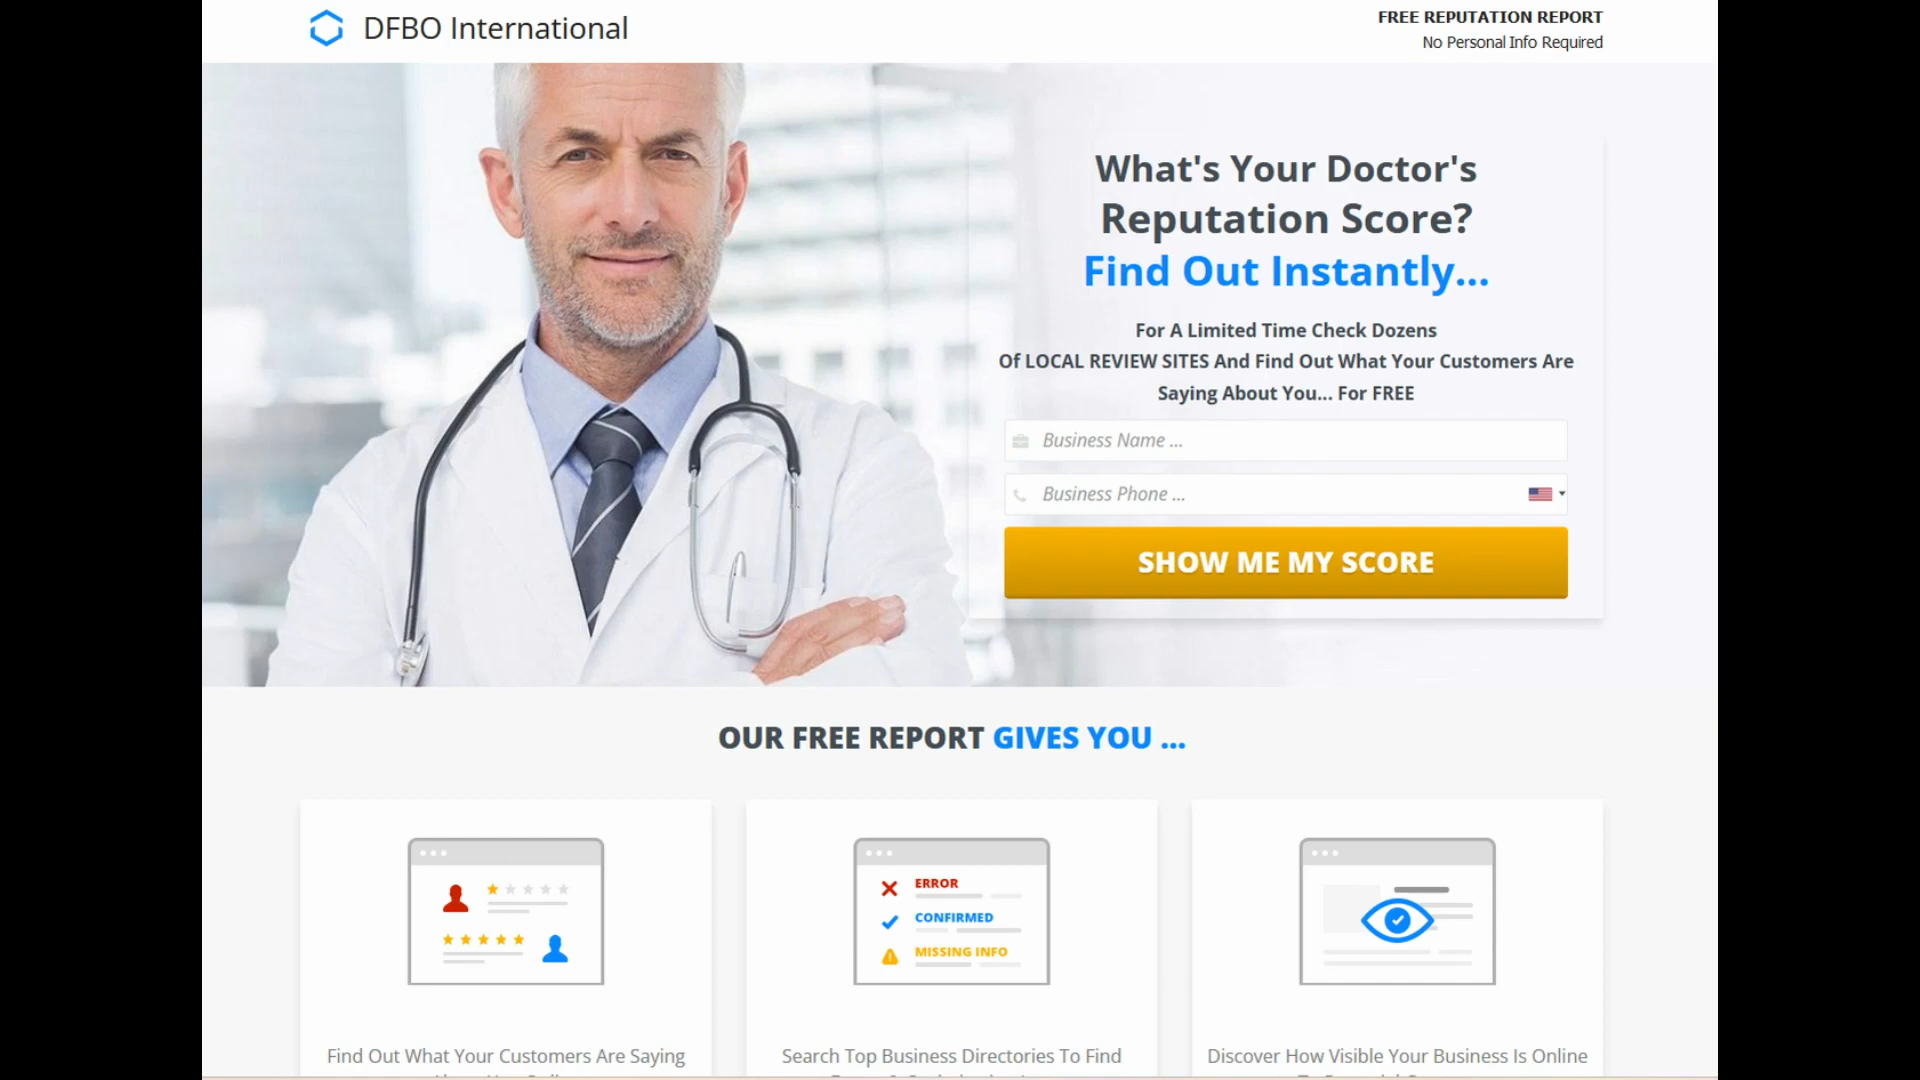 DFBO International
FREE REPUTATION REPORT
No Personal Info Required
What's Your Doctor's
Reputation Score?
Find Out Instantly...
For A Limited Time Check Dozens
Of LOCAL REVIEW SITES And Find Out What Your Customers Are
Saying About You... For FREE
Business Name ...
Business Phone ...
SHOW ME MY SCORE
OUR FREE REPORT GIVES YOU ...
ERROR
CONFIRMED
MISSING INFO
Find Out What Your Customers Are Saying
Search Top Business Directories To Find
Discover How Visible Your Business Is Online